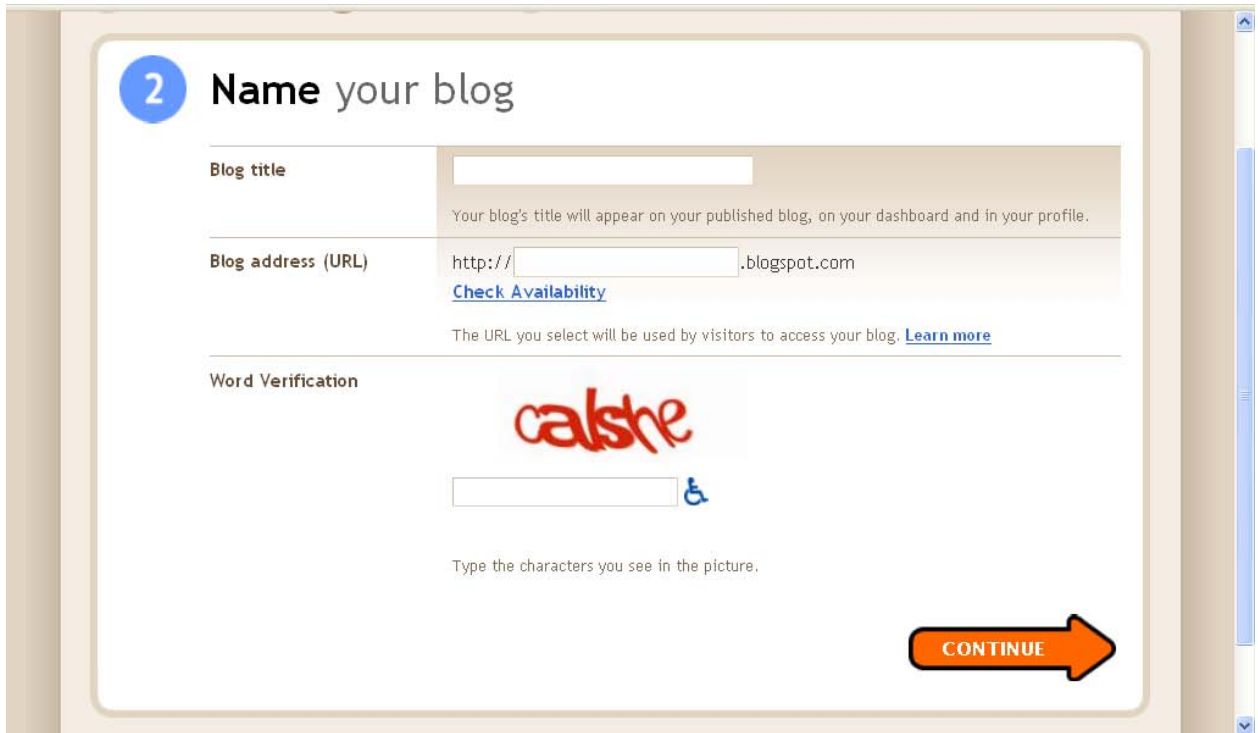 2
Name your blog
Blog title
Your blog's title will appear on your published blog, on your dashboard and in your profile.
Blog address (URL)
http:// .blogspot.com
Check Availability
The URL you select will be used by visitors to access your blog. Learn more
Word Verification
calshe
Type the characters you see in the picture.
CONTINUE